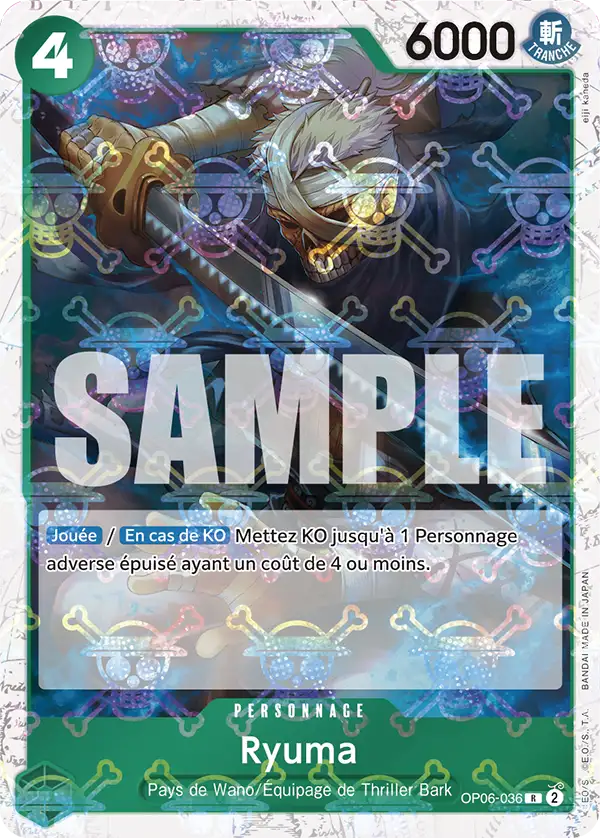 4
6000
斬
TRANCHE
eiji kaneda
SAMPLE
Jouée / En cas de KO Mettez KO jusqu'à 1 Personnage
adverse épuisé ayant un coût de 4 ou moins.
BANDAI MADE IN JAPAN
PERSONNAGE
Ryuma
Pays de Wano/Équipage de Thriller Bark
OP06-036 R 2